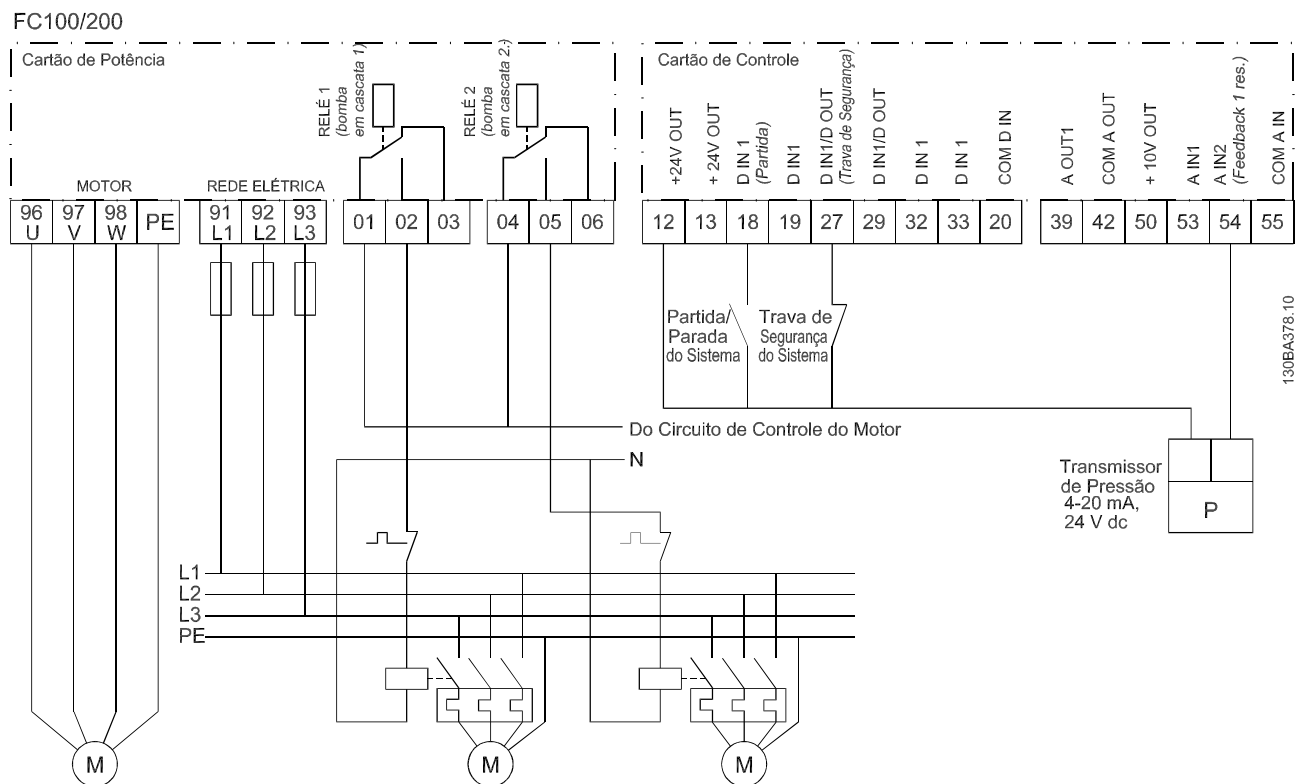 FC100/200
Cartão de Potência
RELÉ 1
(bomba
em cascata 1)
RELÉ 2
(bomba
em cascata 2.)
MOTOR
REDE ELÉTRICA
96 97 98 PE
U V W
91 92 93
L1 L2 L3
01 02 03
04 05 06
Cartão de Controle
+24V OUT
+ 24V OUT
D IN 1
(Partida)
D IN1
D IN1/D OUT
(Trava de Segurança)
D IN1/D OUT
D IN 1
D IN 1
COM D IN
A OUT1
COM A OUT
+ 10V OUT
A IN1
A IN2
(Feedback 1 res.)
COM A IN
12 13 18 19 27 29 32 33 20
39 42 50 53 54 55
Partida/
Parada
do Sistema
Trava de
Segurança
do Sistema
130BA378.10
Do Circuito de Controle do Motor
N
Transmissor
de Pressão
4-20 mA,
24 V dc
P
L1
L2
L3
PE
M
M
M